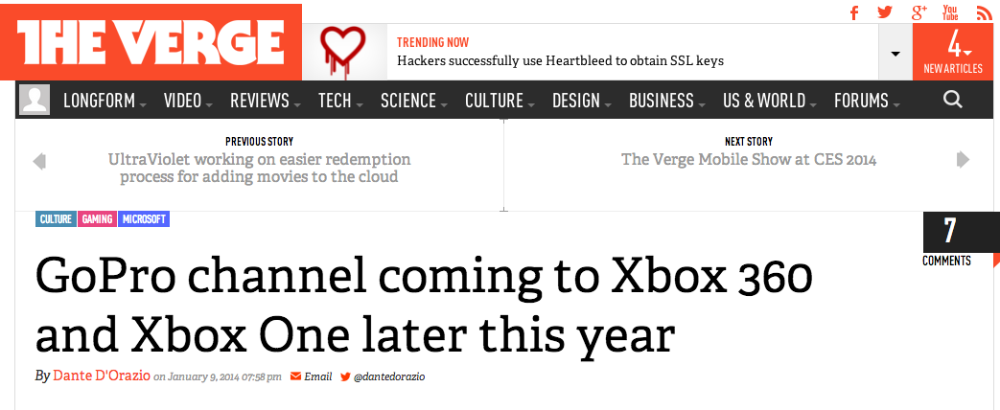 THE VERGE
TRENDING NOW
Hackers successfully use Heartbleed to obtain SSL keys
4
NEW ARTICLES
g+
You
Tube
LONGFORM VIDEO REVIEWS TECH SCIENCE CULTURE DESIGN BUSINESS US & WORLD FORUMS
PREVIOUS STORY
UltraViolet working on easier redemption
process for adding movies to the cloud
NEXT STORY
The Verge Mobile Show at CES 2014
CULTURE GAMING MICROSOFT
7
COMMENTS
GoPro channel coming to Xbox 360
and Xbox One later this year
By Dante D'Orazio on January 9, 2014 07:58 pm Email @dantedorazio